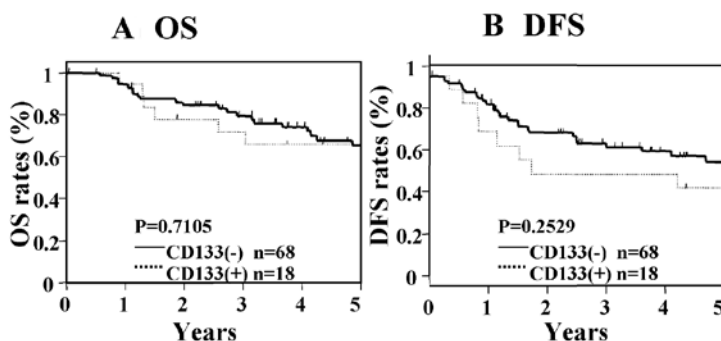 A OS
OS rates (%)
1
0.8
0.6
0.4
0.2
0
P=0.7105
CD133(-) n=68
CD133(+) n=18
0 1 2 3 4 5
Years
B DFS
DFS rates (%)
1
0.8
0.6
0.4
0.2
0
P=0.2529
CD133(-) n=68
CD133(+) n=18
0 1 2 3 4 5
Years